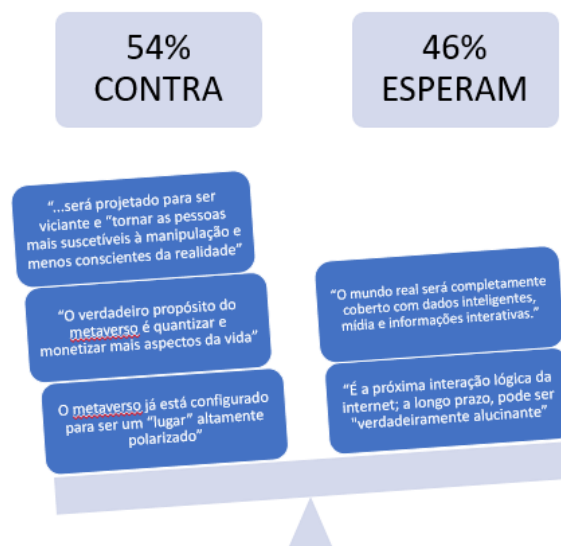 54%
CONTRA
46%
ESPERAM
“...será projetado para ser
viciante e “tornar as pessoas
mais suscetíveis à manipulação e
menos conscientes da realidade”
“O verdadeiro propósito do
metaverso é quantizar e
monetizar mais aspectos da vida”
O metaverso já está configurado
para ser um “lugar” altamente
polarizado”
“O mundo real será completamente
coberto com dados inteligentes,
mídia e informações interativas.”
“É a próxima interação lógica da
internet; a longo prazo, pode ser
"verdadeiramente alucinante”